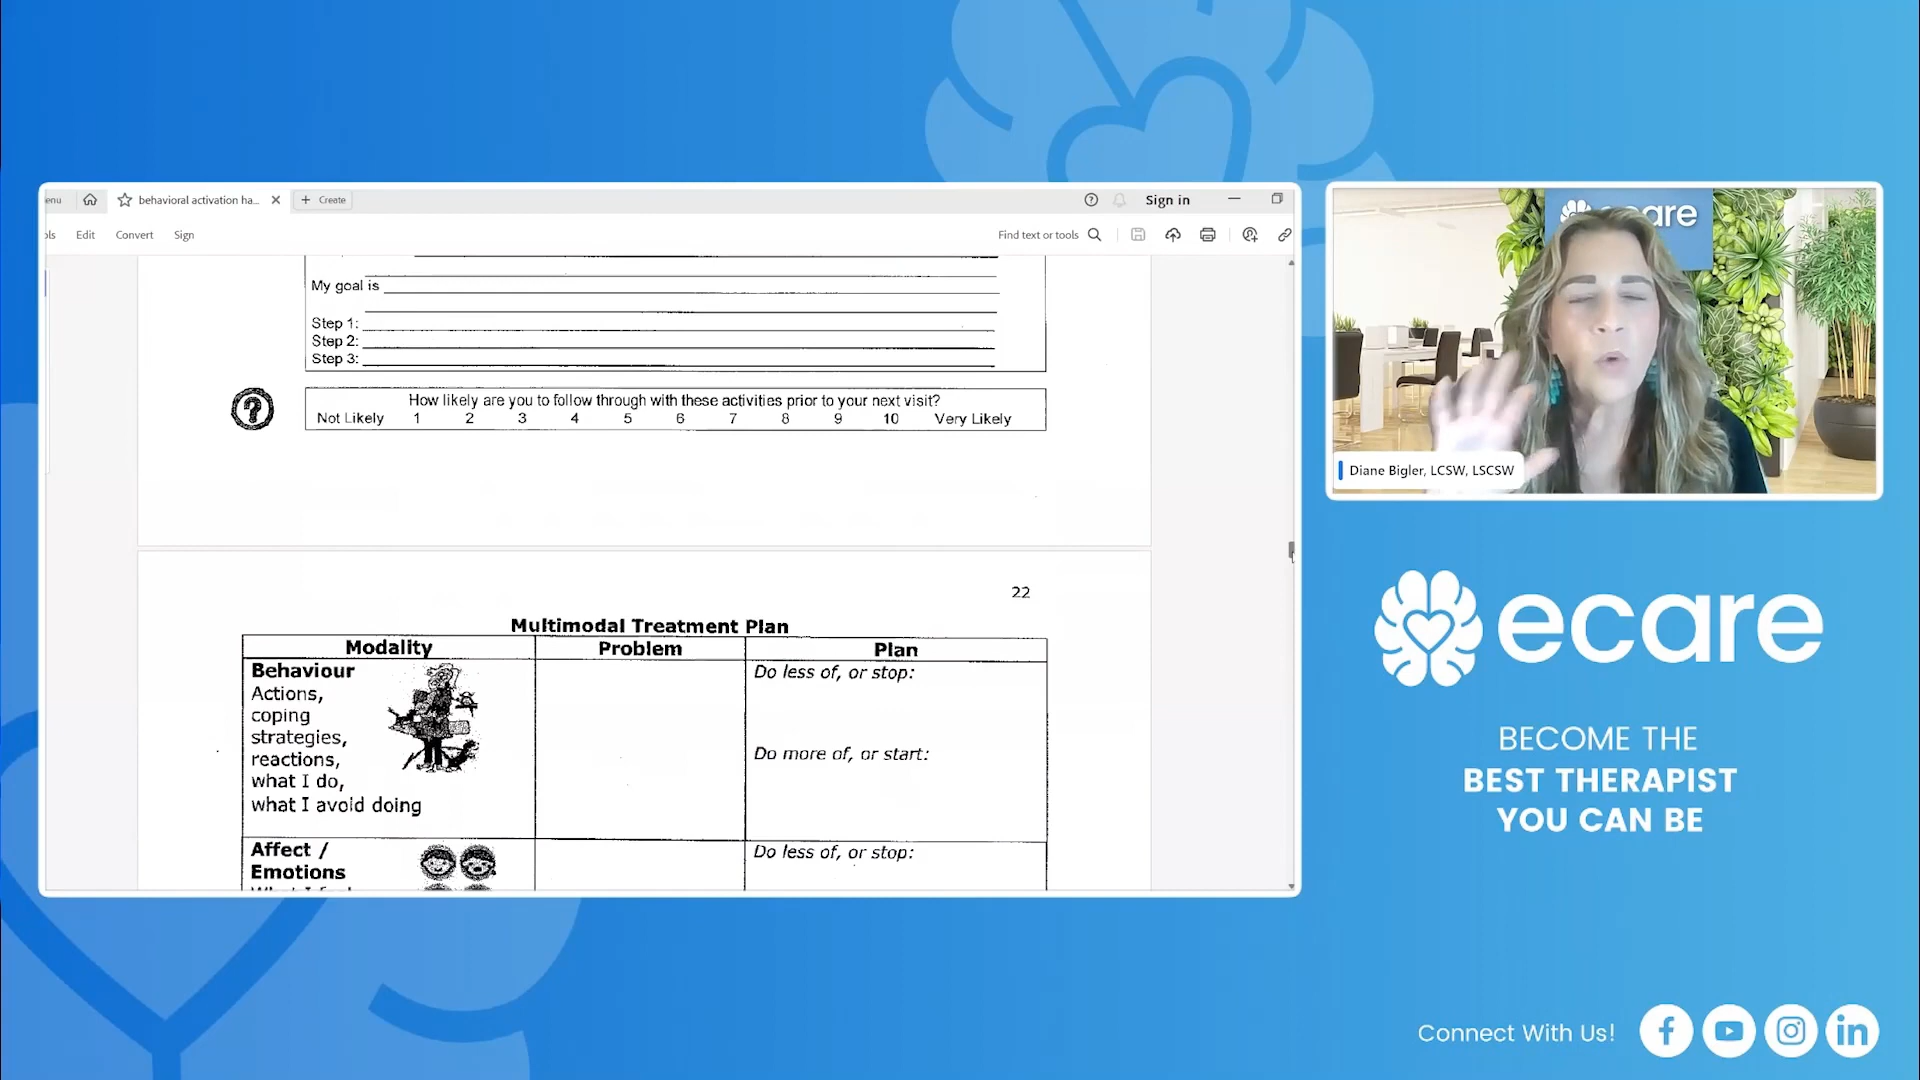 enu
behavioral activation ha...
Create
Sign in
ols
Edit
Convert
Sign
Find text or tools
My goal is
Step 1:
Step 2:
Step 3:
How likely are you to follow through with these activities prior to your next visit?
Not Likely 1 2 3 4 5 6 7 8 9 10 Very Likely
22
Multimodal Treatment Plan
Modality Problem Plan
Behaviour
Actions,
coping
strategies,
reactions,
what I do,
what I avoid doing
Do less of, or stop:
Do more of, or start:
Affect /
Emotions
Do less of, or stop:
Diane Bigler, LCSW, LSCSW
ecare
BECOME THE
BEST THERAPIST
YOU CAN BE
Connect With Us!